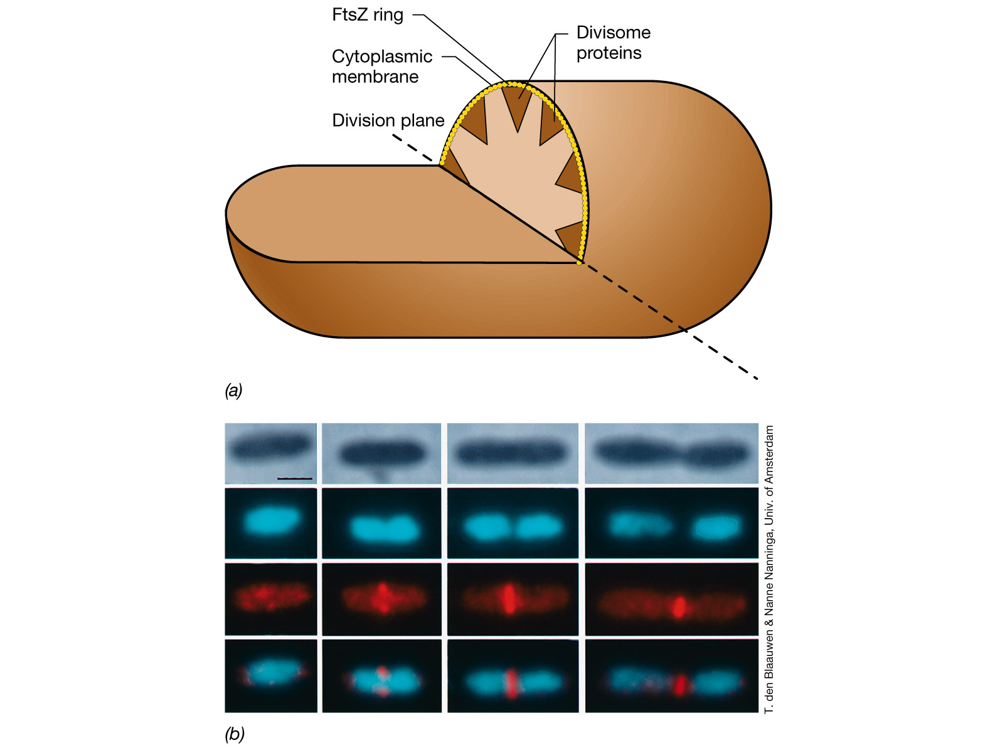 FtsZ ring
Divisome
proteins
Cytoplasmic
membrane
Division plane
(a)
T. den Blaauwen & Nanne Nanninga, Univ. of Amsterdam
(b)